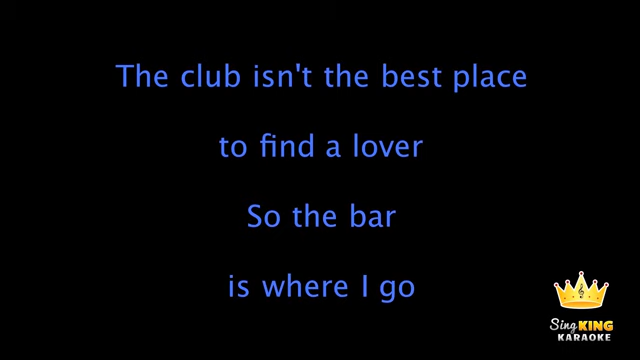 The club isn't the best place
to find a lover
So the bar
is where I go
Sing KING
KARAOKE